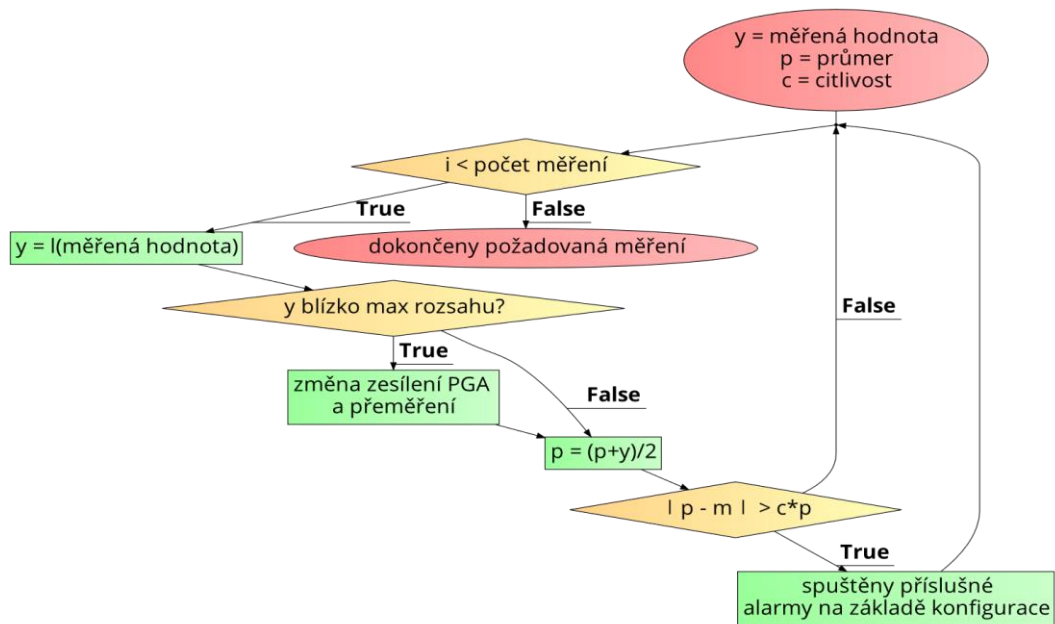 y = měřená hodnota
p = průmer
c = citlivost
i < počet měření
True
False
y = l(měřená hodnota)
dokončeny požadovaná měření
y blízko max rozsahu?
False
True
změna zesílení PGA
a přeměření
False
p = (p+y)/2
| p - m | > c*p
True
spuštěny příslušné
alarmy na základě konfigurace